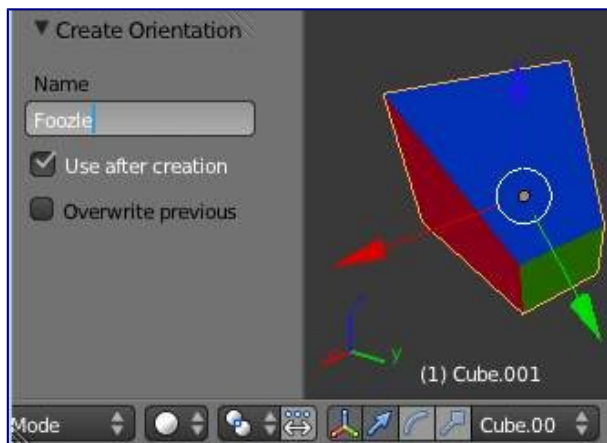 Create Orientation
Name
Foozle
Use after creation
Overwrite previous
y
(1) Cube.001
Mode
Cube.00